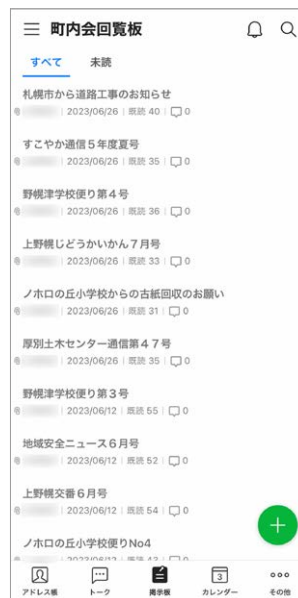 町内会回覧板
すべて 未読
札幌市から道路工事のお知らせ
2023/06/26 | 既読 40 | 0
すこやか通信5年度夏号
2023/06/26 | 既読 35 | 0
野幌津学校便り第4号
2023/06/26 | 既読 36 | 0
上野幌じどうかいかん7月号
2023/06/26 | 既読 33 | 0
ノホロの丘小学校からの古紙回収のお願い
2023/06/26 | 既読 31 | 0
厚別土木センター通信第47号
2023/06/26 | 既読 35 | 0
野幌津学校便り第3号
2023/06/12 | 既読 55 | 0
地域安全ニュース6月号
2023/06/12 | 既読 52 | 0
上野幌交番6月号
2023/06/12 | 既読 54 | 0
ノホロの丘小学校便りNo4
アドレス帳 トーク 掲示板 3 カレンダー その他